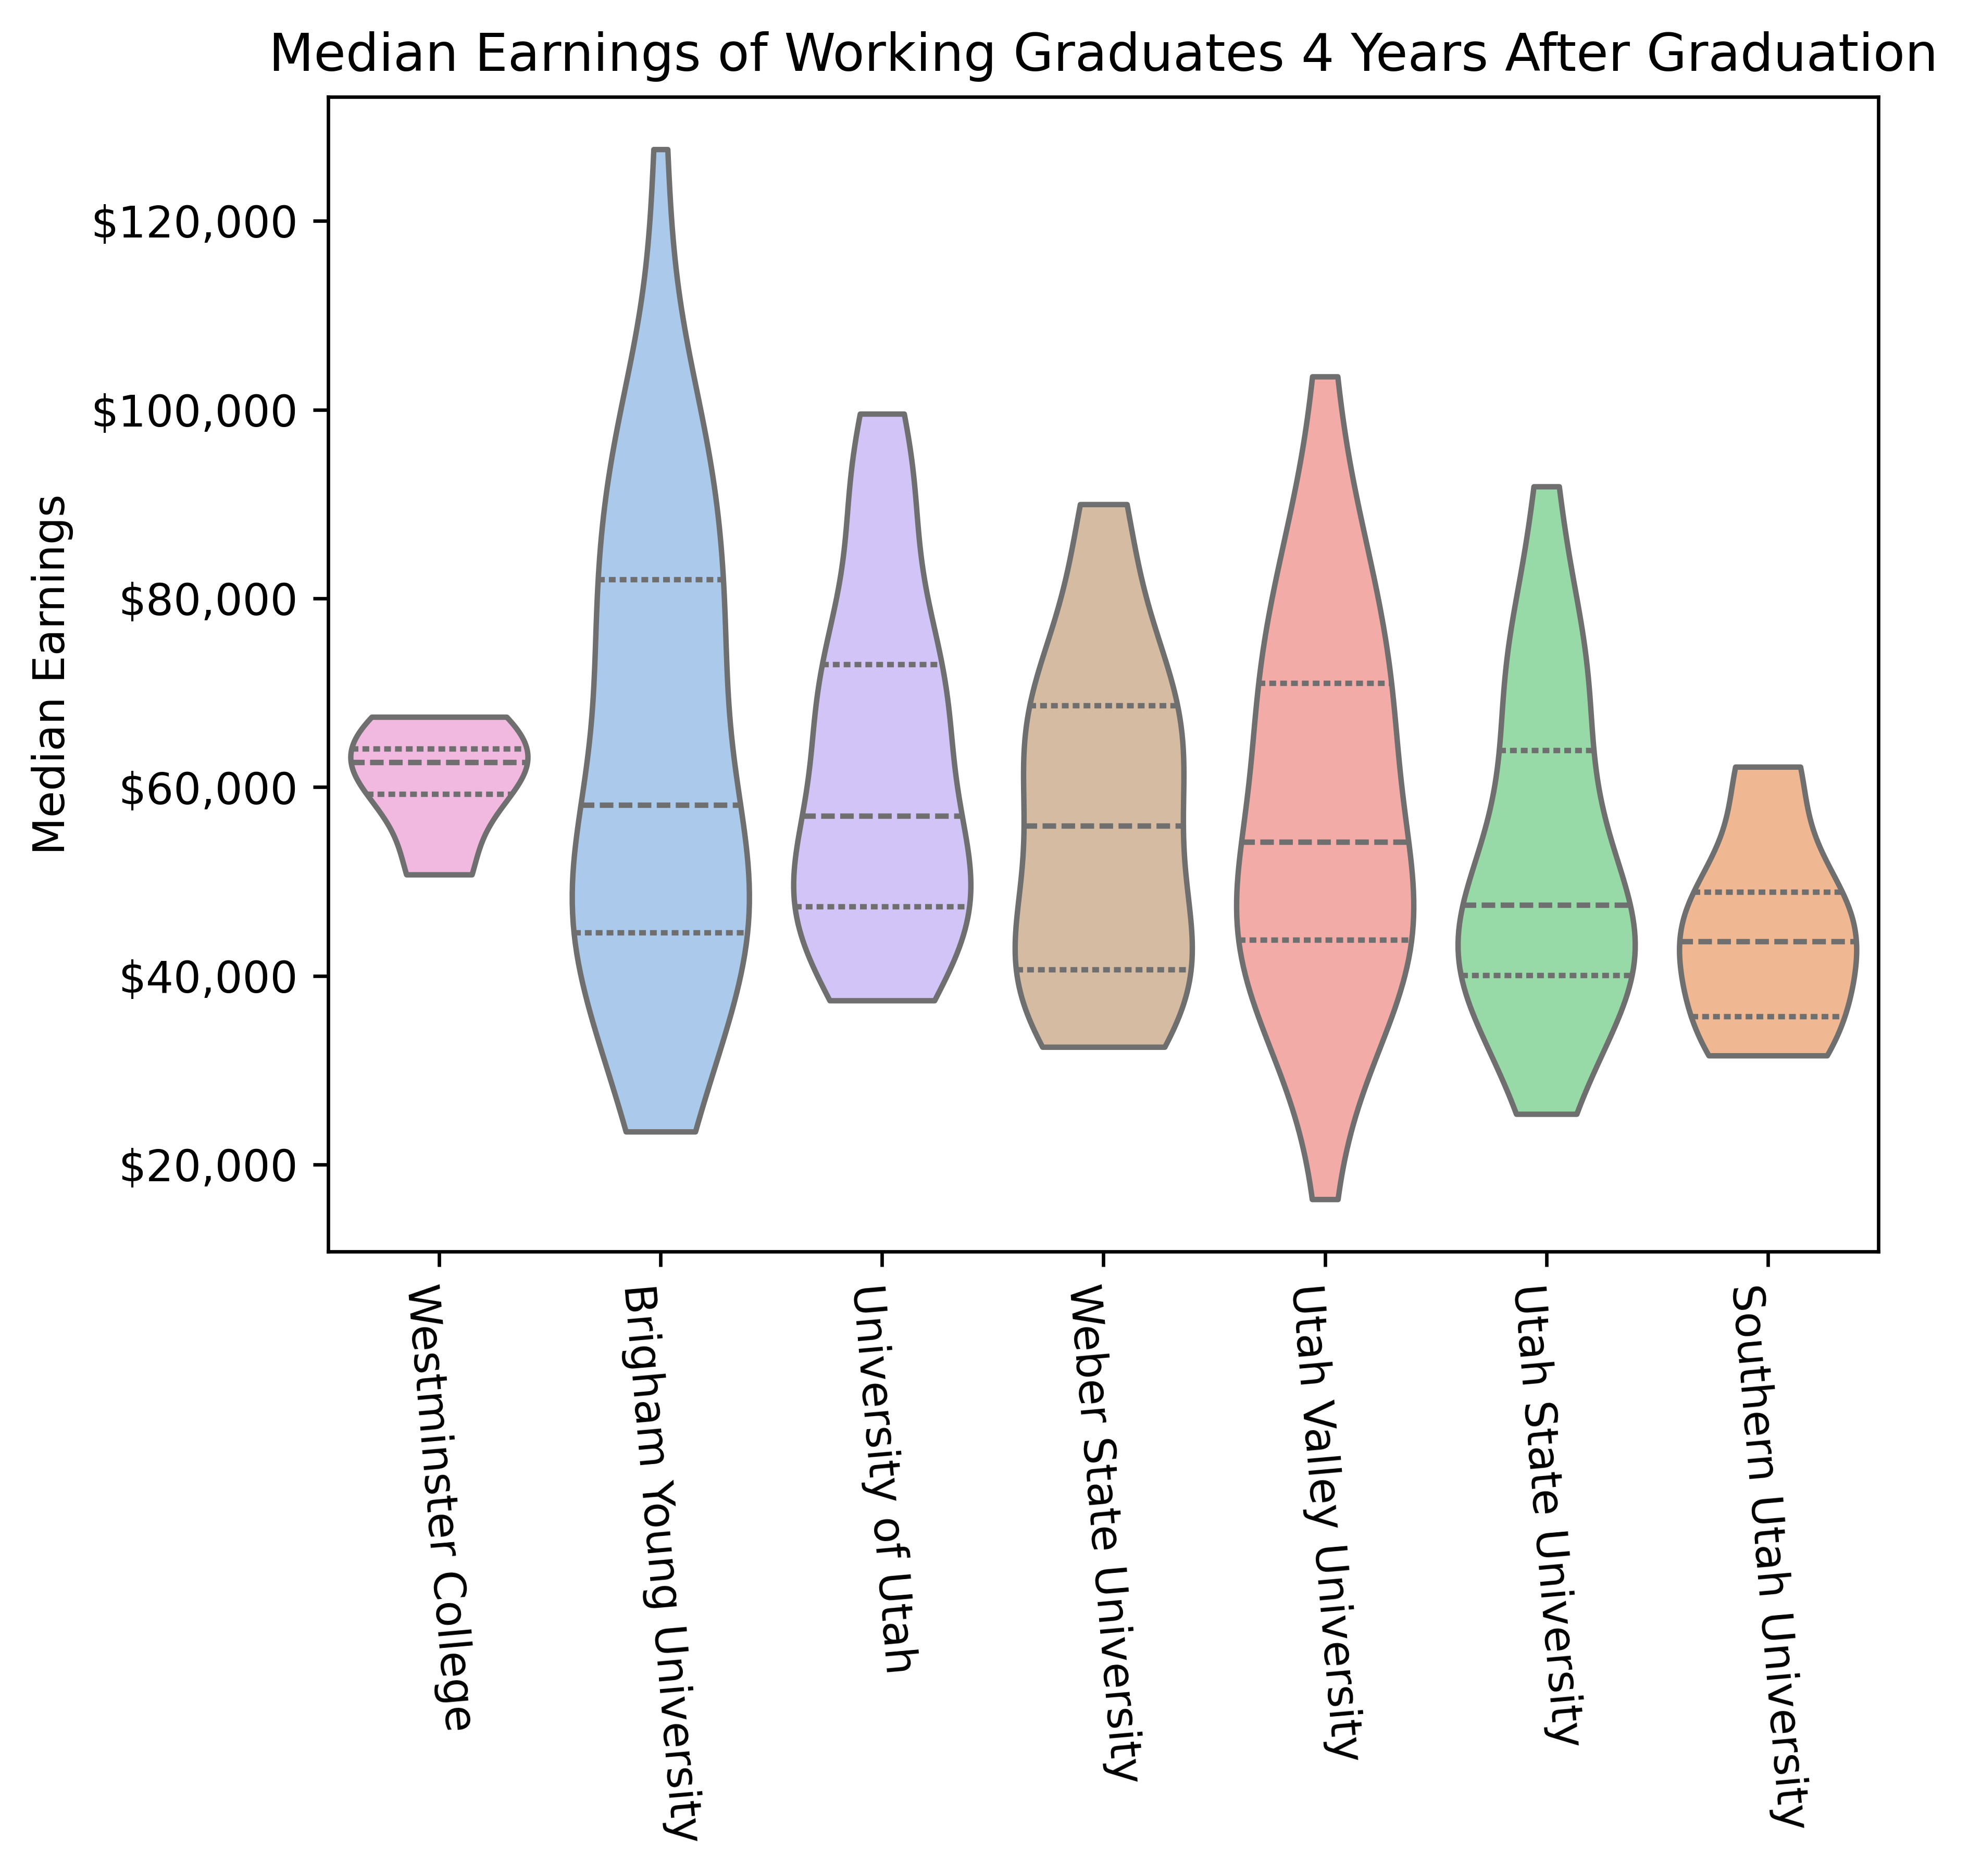 Median Earnings of Working Graduates 4 Years After Graduation
Median Earnings
$120,000
$100,000
$80,000
$60,000
$40,000
$20,000
Westminster College
Brigham Young University
University of Utah
Weber State University
Utah Valley University
Utah State University
Southern Utah University